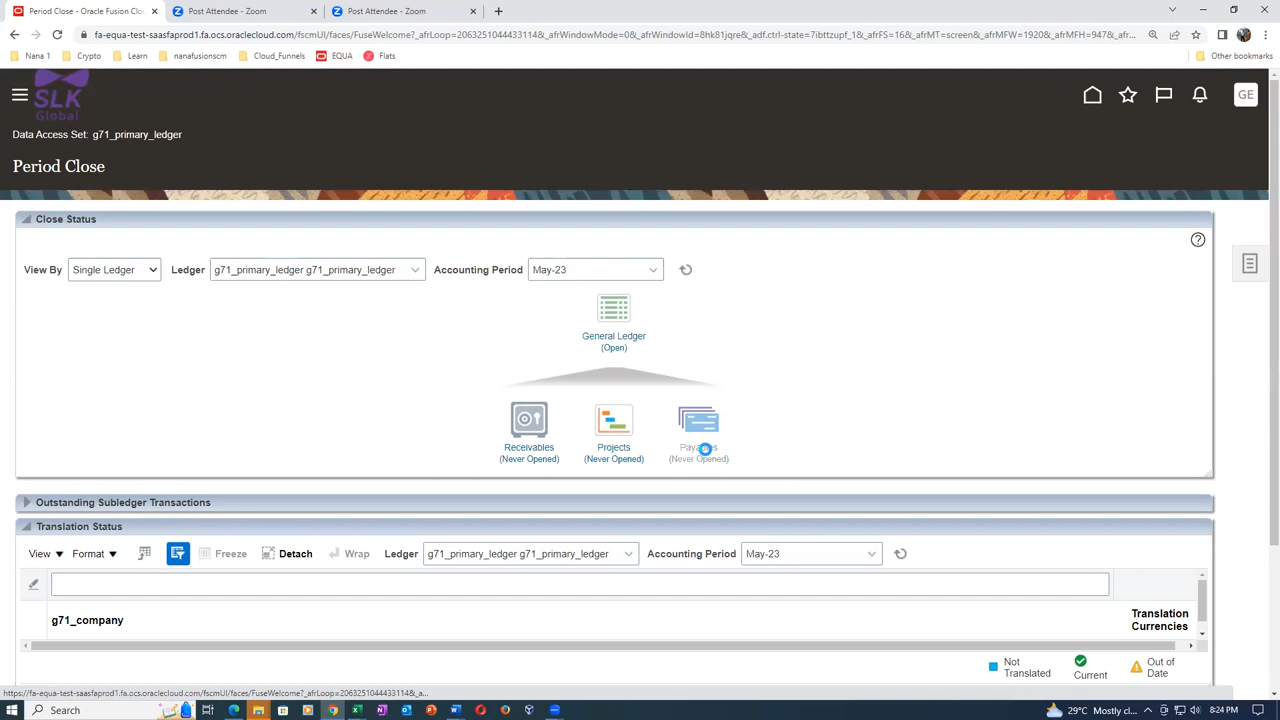 Period Close - Oracle Fusion Clo
Post Attendee - Zoom
Post Attendee - Zoom
fa-equa-test-saasfaprod1.fa.ocs.oraclecloud.com/fscmUI/faces/FuseWelcome?_afrLoop=20632510444331​14&_afrWindowMode=0&_afrWindowId=8hk81jqre&_adf.ctrl-state=7ibttzupf_1&_afrFS=16&_afrMT=screen&_afrMFW=1920&_afrMFH=947&_afr...
Nana 1
Crypto
Learn
nanafusionscm
Cloud_Funnels
EQUA
Flats
Other bookmarks
SLK
Global
GE
Data Access Set: g71_primary_ledger
Period Close
Close Status
View By Single Ledger Ledger g71_primary_ledger g71_primary_ledger Accounting Period May-23
General Ledger
(Open)
Receivables
(Never Opened)
Projects
(Never Opened)
(Never Opened)
Outstanding Subledger Transactions
Translation Status
View Format Freeze Detach Wrap Ledger g71_primary_ledger g71_primary_ledger Accounting Period May-23
g71_company
Translation
Currencies
Not
Translated
Current
Out of
Date
https://fa-equa-test-saasfaprod1.fa.ocs.oraclecloud.com/fscmUI/faces/FuseWelcome?_afrLoop=2063251044433114&_a...
Search
29°C Mostly cl...
8:24 PM